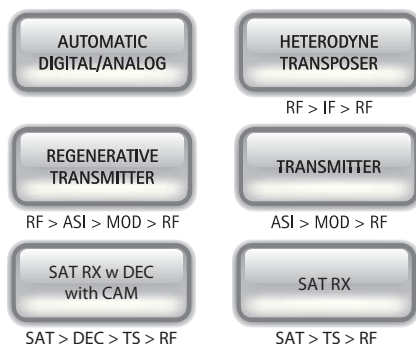 AUTOMATIC
DIGITAL/ANALOG
HETERODYNE
TRANSPOSER
RF > IF > RF
REGENERATIVE
TRANSMITTER
RF > ASI > MOD > RF
TRANSMITTER
ASI > MOD > RF
SAT RX w DEC
with CAM
SAT > DEC > TS > RF
SAT RX
SAT > TS > RF